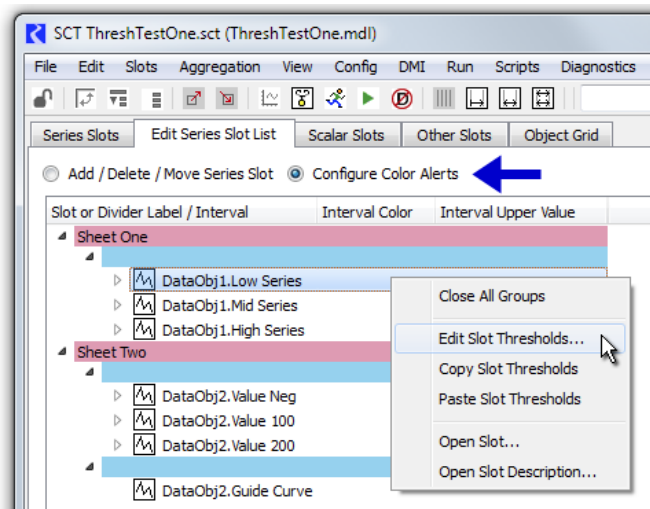 SCT ThreshTestOne.sct (ThreshTestOne.mdl)
File Edit Slots Aggregation View Config DMI Run Scripts Diagnostics
Series Slots Edit Series Slot List Scalar Slots Other Slots Object Grid
Add / Delete / Move Series Slot Configure Color Alerts
Slot or Divider Label / Interval Interval Color Interval Upper Value
Sheet One
DataObj1.Low Series
DataObj1.Mid Series
DataObj1.High Series
Sheet Two
DataObj2.Value Neg
DataObj2.Value 100
DataObj2.Value 200
DataObj2.Guide Curve
Close All Groups
Edit Slot Thresholds...
Copy Slot Thresholds
Paste Slot Thresholds
Open Slot...
Open Slot Description...